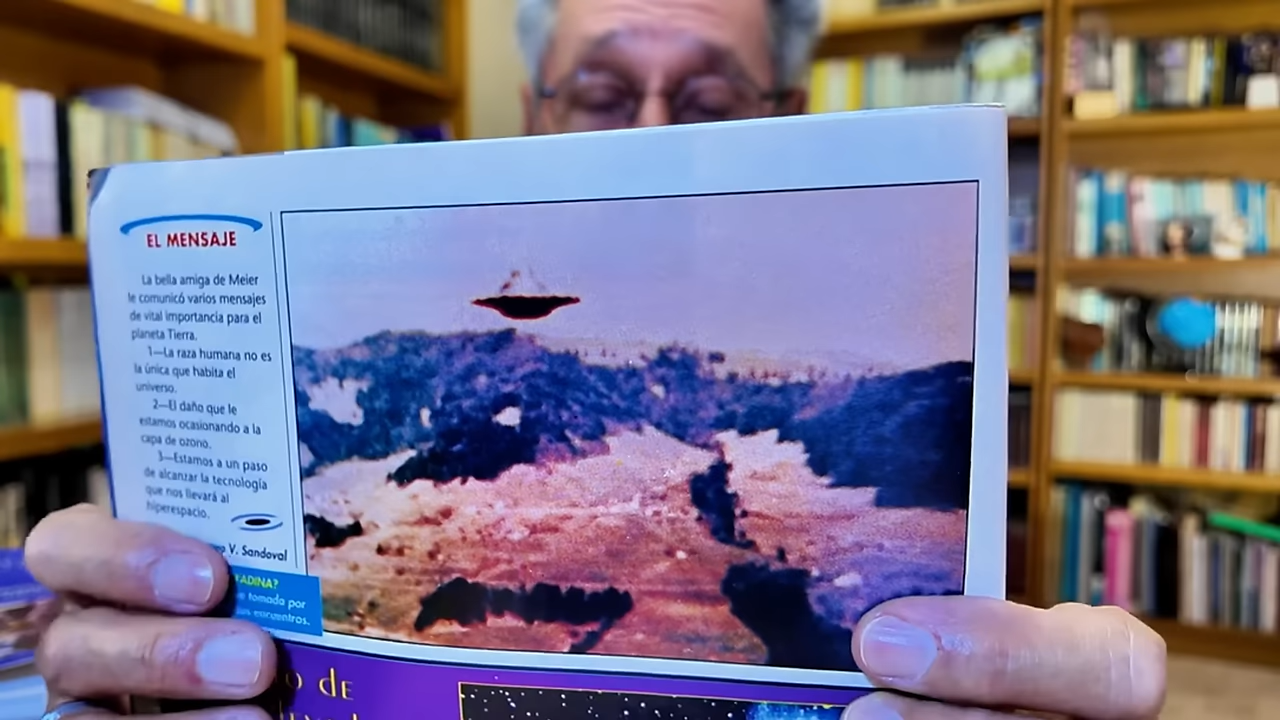 EL MENSAJE
La bella amiga de Meier
le comunicó varios mensajes
de vital importancia para el
planeta Tierra.
1—La raza humana no es
la única que habita el
universo.
2—El daño que le
estamos ocasionando a la
capa de ozono.
3—Estamos a un paso
de alcanzar la tecnología
que nos llevará al
hiperespacio.
V. Sandoval
ADINA?
tomada por
encuentros.
o de